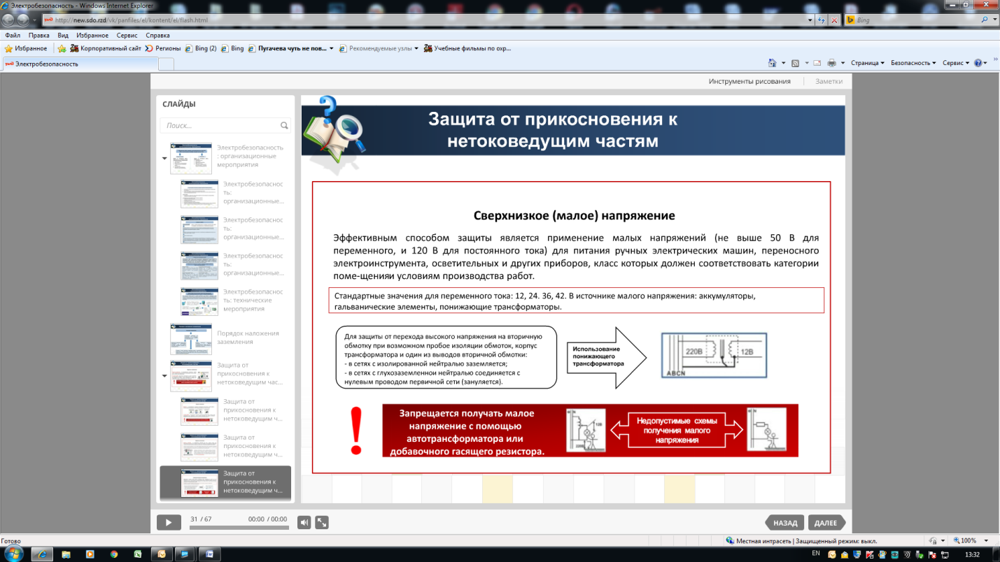 Электробезопасность - Windows Internet Explorer
http://new.sdo.rzd/vk/panfiles/el/kontent/el/flash.html
Bing
Файл Правка Вид Избранное Сервис Справка
Избранное Корпоративный сайт Регионы Bing (2) Bing Пугачева чуть не пов... Рекомендуемые узлы Учебные фильмы по охр...
Электробезопасность
Страница Безопасность Сервис
Инструменты рисования Заметки
СЛАЙДЫ
Поиск...
Электробезопасность
: организационные
мероприятия
Электробезопаснос
ть:
организационные...
Электробезопаснос
ть:
организационные...
Электробезопаснос
ть:
организационные...
Электробезопаснос
ть: технические
мероприятия
Порядок наложения
заземления
Защита от
прикосновения к
нетоковедущим час...
Защита от
прикосновения к
нетоковедущим ч...
Защита от
прикосновения к
нетоковедущим ч...
Защита от
прикосновения к
нетоковедущим ч...
Защита от прикосновения к
нетоковедущим частям
Сверхнизкое (малое) напряжение
Эффективным способом защиты является применение малых напряжений (не выше 50 В для
переменного, и 120 В для постоянного тока) для питания ручных электрических машин, переносного
электроинструмента, осветительных и других приборов, класс которых должен соответствовать категории
поме-щенияи условиям производства работ.
Стандартные значения для переменного тока: 12, 24. 36, 42. В источнике малого напряжения: аккумуляторы,
гальванические элементы, понижающие трансформаторы.
Для защиты от перехода высокого напряжения на вторичную
обмотку при возможном пробое изоляции обмоток, корпус
трансформатора и один из выводов вторичной обмотки:
- в сетях с изолированной нейтралью заземляется;
- в сетях с глухозаземленной нейтралью соединяется с
нулевым проводом первичной сети (зануляется).
Использование
понижающего
трансформатора
220В 12В
ABCN
Запрещается получать малое
напряжение с помощью
автотрансформатора или
добавочного гасящего резистора.
12В
Недопустимые схемы
получения малого
напряжения
31 / 67 00:00 / 00:00
НАЗАД ДАЛЕЕ
Готово
Местная интрасеть | Защищенный режим: выкл.
100%
EN
13:32